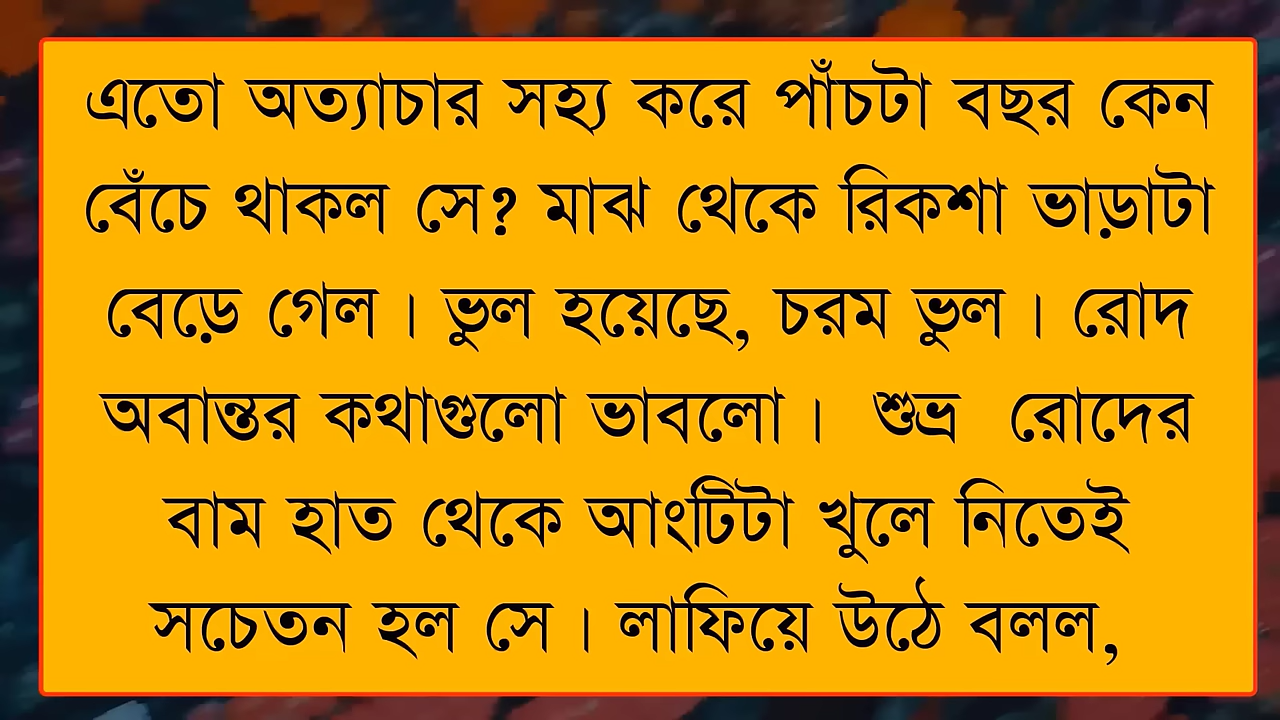 এতো অত্যাচার সহ্য করে পাঁচটা বছর কেন
বেঁচে থাকল সে? মাঝ থেকে রিকশা ভাড়াটা
বেড়ে গেল। ভুল হয়েছে, চরম ভুল। রোদ
অবান্তর কথাগুলো ভাবলো। শুভ্র রোদের
বাম হাত থেকে আংটিটা খুলে নিতেই
সচেতন হল সে। লাফিয়ে উঠে বলল,